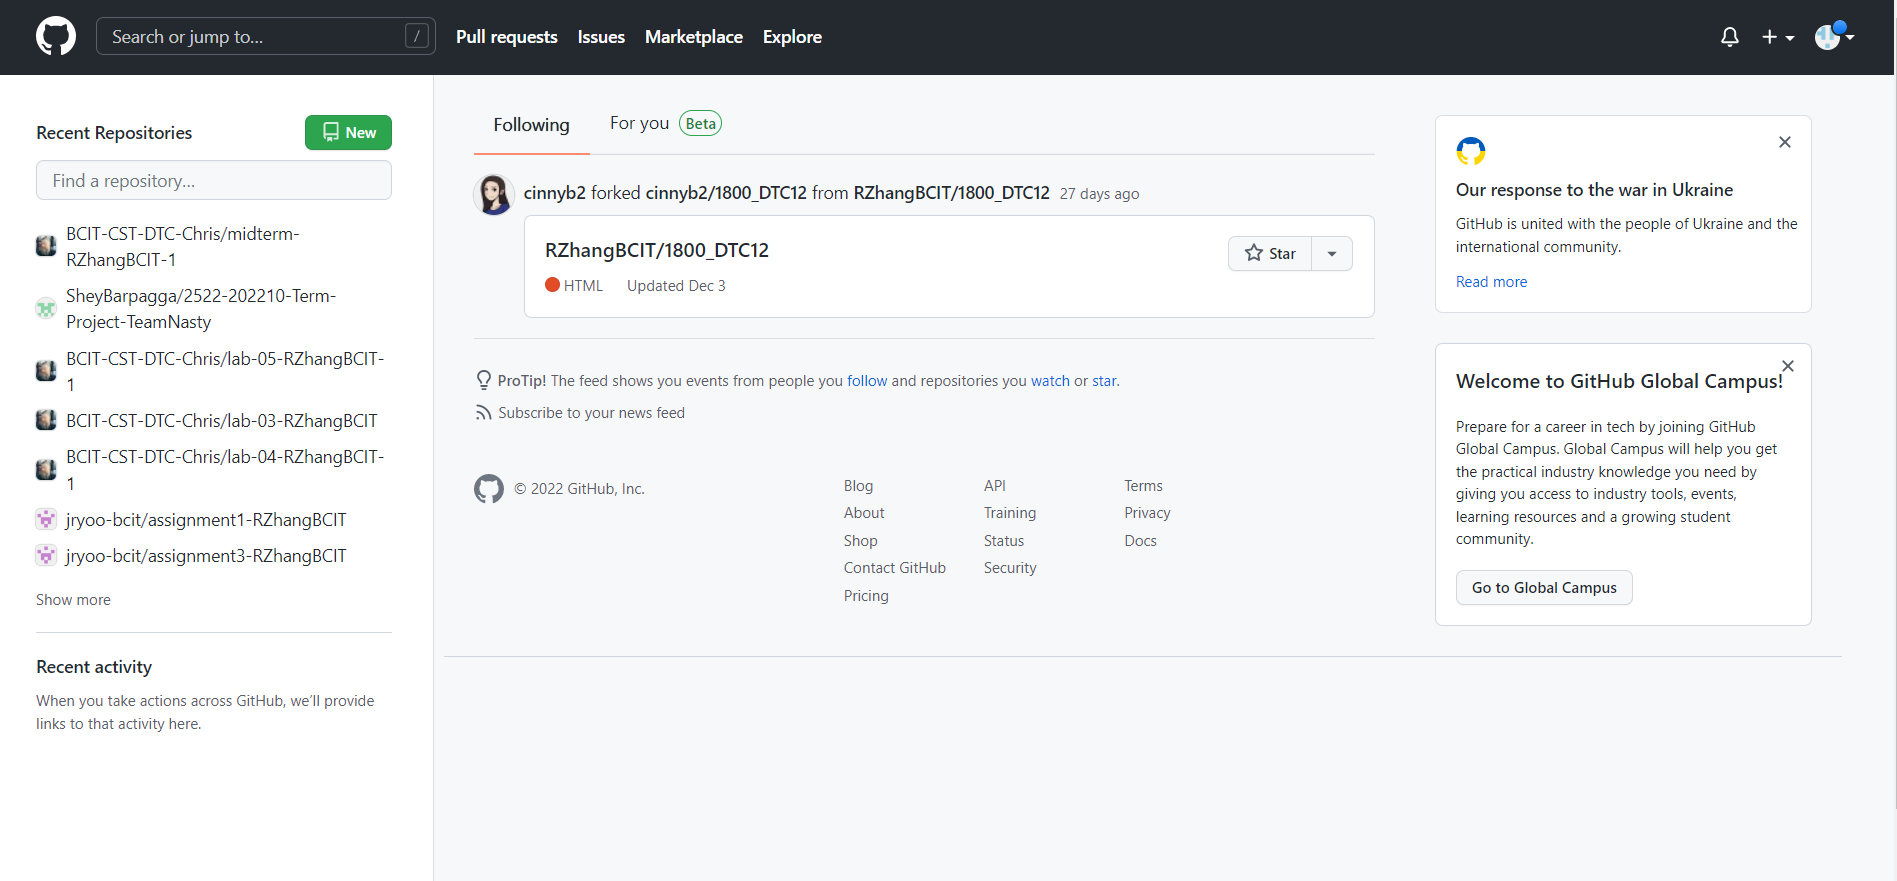 Search or jump to...
/
Pull requests
Issues
Marketplace
Explore
Recent Repositories
New
Find a repository...
BCIT-CST-DTC-Chris/midterm-
RZhangBCIT-1
SheyBarpagga/2522-202210-Term-
Project-TeamNasty
BCIT-CST-DTC-Chris/lab-05-RZhangBCIT-
1
BCIT-CST-DTC-Chris/lab-03-RZhangBCIT
BCIT-CST-DTC-Chris/lab-04-RZhangBCIT-
1
jryoo-bcit/assignment1-RZhangBCIT
jryoo-bcit/assignment3-RZhangBCIT
Show more
Recent activity
When you take actions across GitHub, we’ll provide
links to that activity here.
Following
For you Beta
cinnyb2 forked cinnyb2/1800_DTC12 from RZhangBCIT/1800_DTC12 27 days ago
RZhangBCIT/1800_DTC12
Star
HTML
Updated Dec 3
ProTip! The feed shows you events from people you follow and repositories you watch or star.
Subscribe to your news feed
© 2022 GitHub, Inc.
Blog
About
Shop
Contact GitHub
Pricing
API
Training
Status
Security
Terms
Privacy
Docs
Our response to the war in Ukraine
GitHub is united with the people of Ukraine and the
international community.
Read more
Welcome to GitHub Global Campus!
Prepare for a career in tech by joining GitHub
Global Campus. Global Campus will help you get
the practical industry knowledge you need by
giving you access to industry tools, events,
learning resources and a growing student
community.
Go to Global Campus